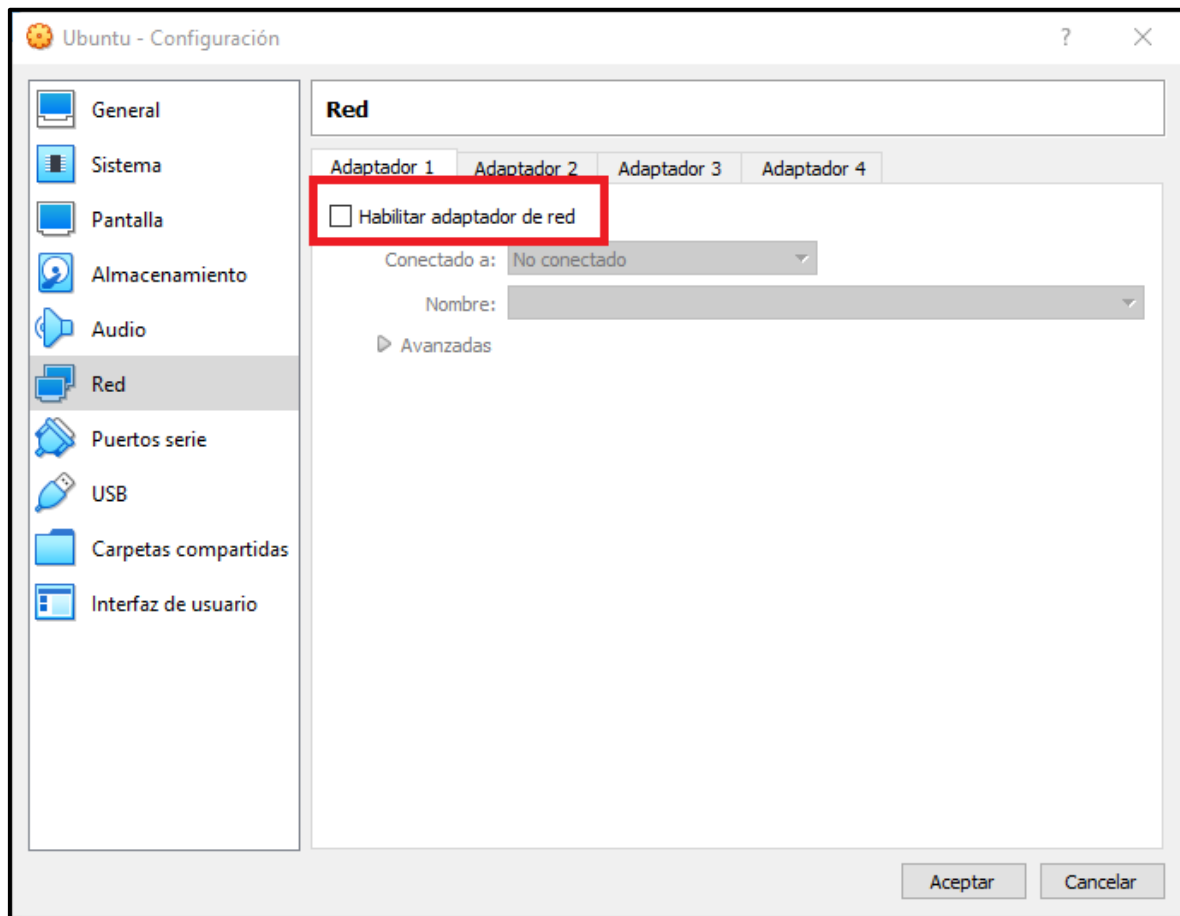 Ubuntu - Configuración
?
General
Sistema
Pantalla
Almacenamiento
Audio
Red
Puertos serie
USB
Carpetas compartidas
Interfaz de usuario
Red
Adaptador 1 Adaptador 2 Adaptador 3 Adaptador 4
Habilitar adaptador de red
Conectado a: No conectado
Nombre:
Avanzadas
Aceptar Cancelar